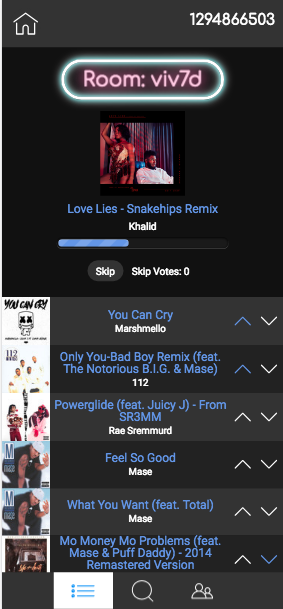 1294866503
Room: viv7d
Love Lies - Snakehips Remix
Khalid
Skip Skip Votes: 0
YOU CAN CRY
You Can Cry
Marshmello
112
Only You-Bad Boy Remix (feat.
The Notorious B.I.G. & Mase)
112
Powerglide (feat. Juicy J) - From
SR3MM
Rae Sremmurd
Feel So Good
Mase
What You Want (feat. Total)
Mase
Mo Money Mo Problems (feat.
Mase & Puff Daddy) - 2014
Remastered Version